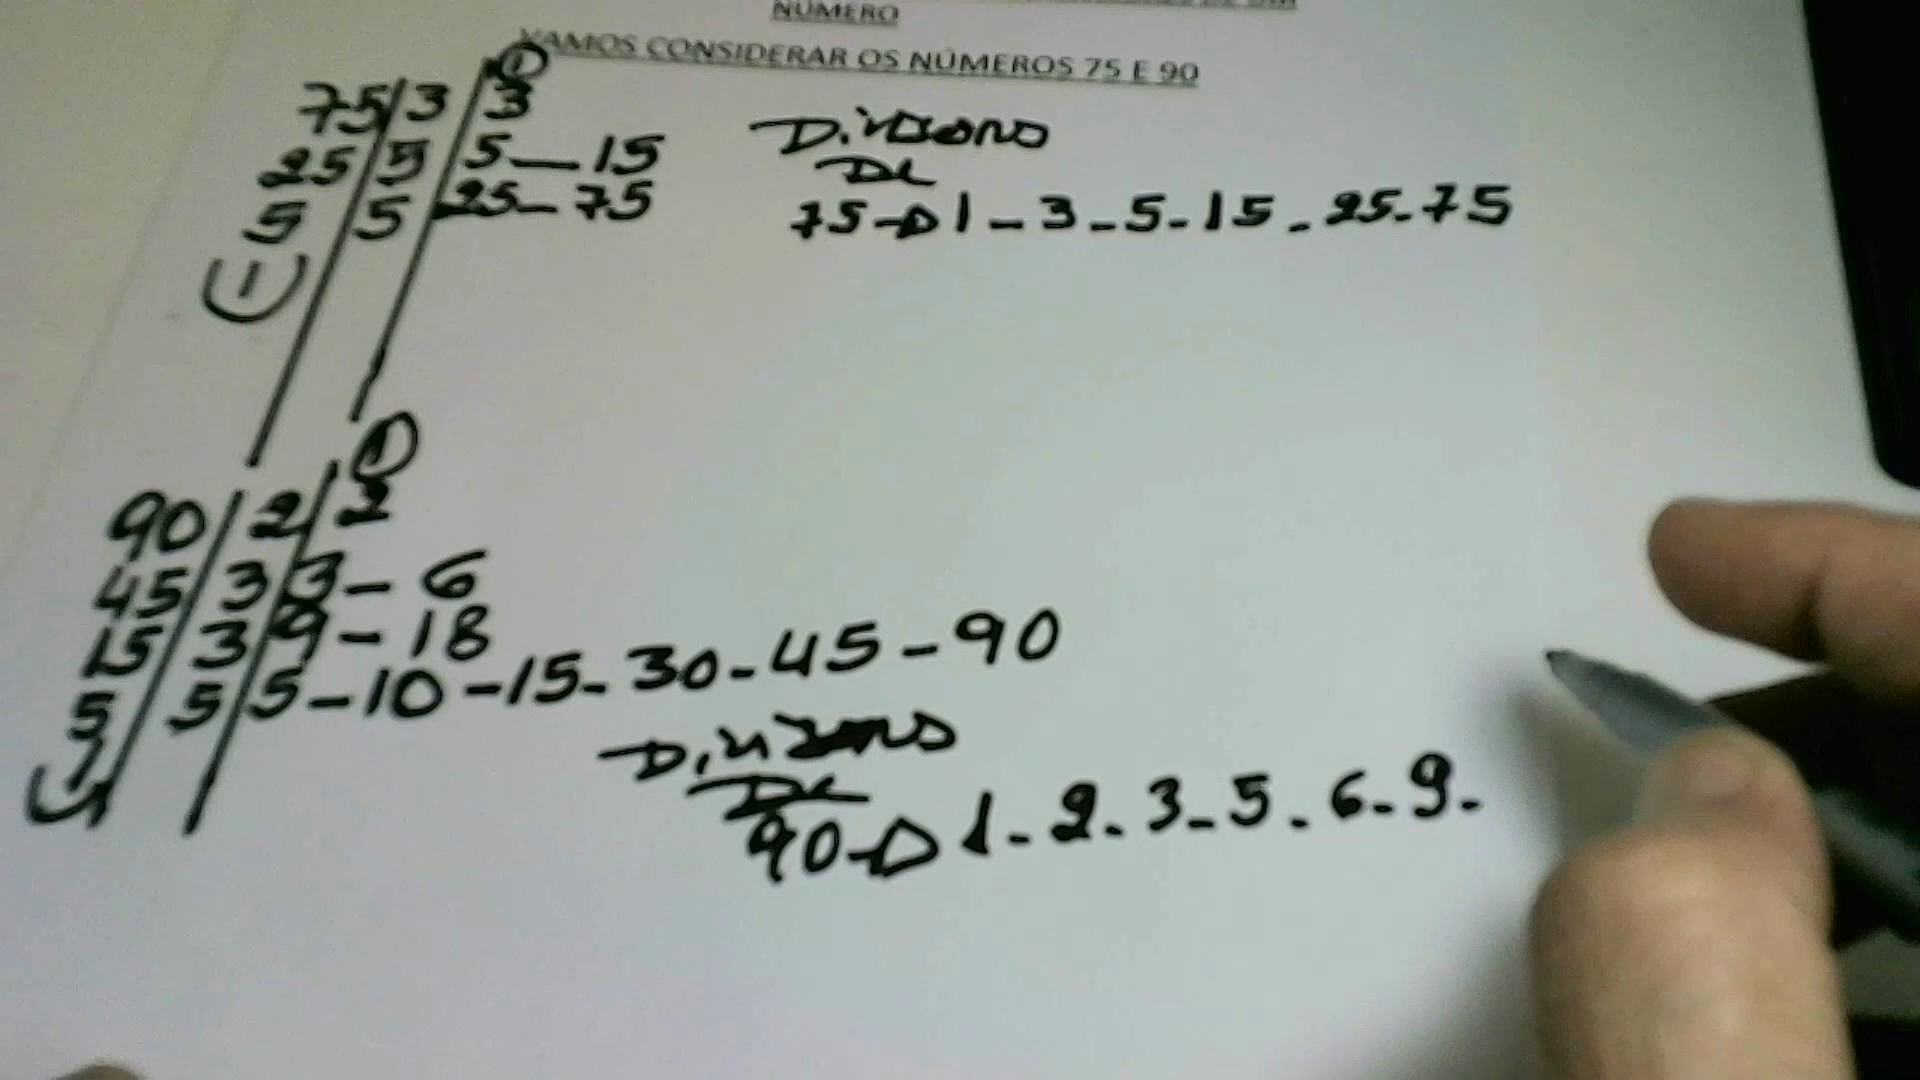 NÚMERO
VAMOS CONSIDERAR OS NÚMEROS 75 E 90
1
75 3 3
25 5 5 - 15
5 5 25 - 75
1
Divisores
De
75 → 1 - 3 - 5 - 15 - 25 - 75
1
90 2 2
45 3 3 - 6
15 3 9 - 18
5 5 5 - 10 - 15 - 30 - 45 - 90
1
De
90 → 1 - 2 - 3 - 5 - 6 - 9 -